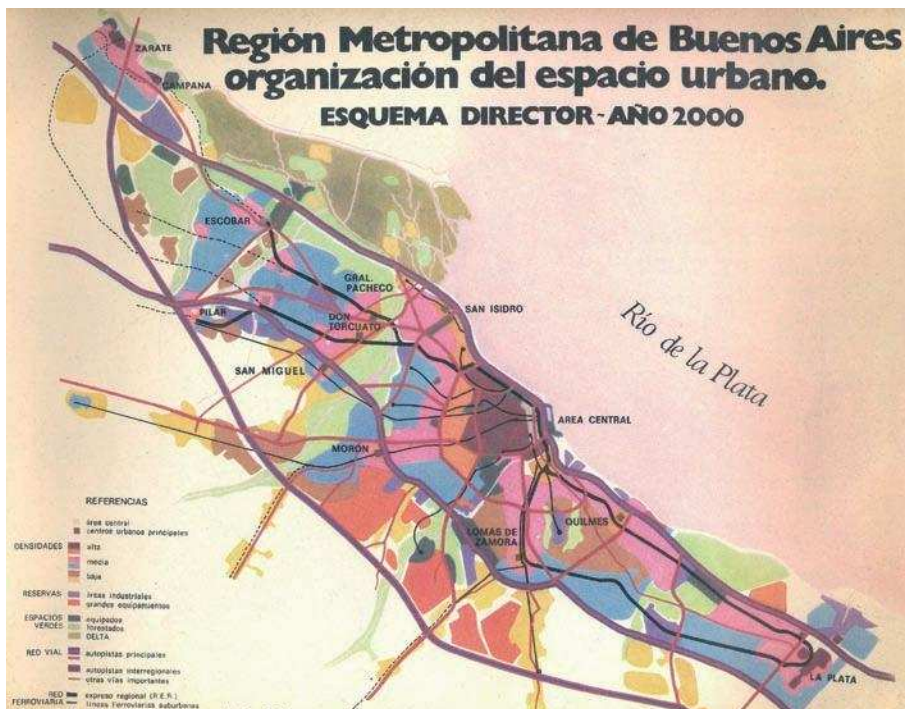 Región Metropolitana de Buenos Aires
organización del espacio urbano.
ESQUEMA DIRECTOR-AÑO 2000
ZARATE
CAMPANA
ESCOBAR
GRAL.
PACHECO
SAN ISIDRO
PILAR
DON
TORCUATO
Río de la Plata
SAN MIGUEL
AREA CENTRAL
MORON
QUILMES
LOMAS DE
ZAMORA
LA PLATA
REFERENCIAS
área central
centros urbanos principales
DENSIDADES alta
media
baja
RESERVAS áreas industriales
grandes equipamientos
ESPACIOS
VERDES
equipados
forestados
DELTA
RED VIAL autopistas principales
autopistas interregionales
otras vías importantes
RED
FERROVIARIA
expreso regional (R.E.R.)
líneas Ferroviarias suburbanas